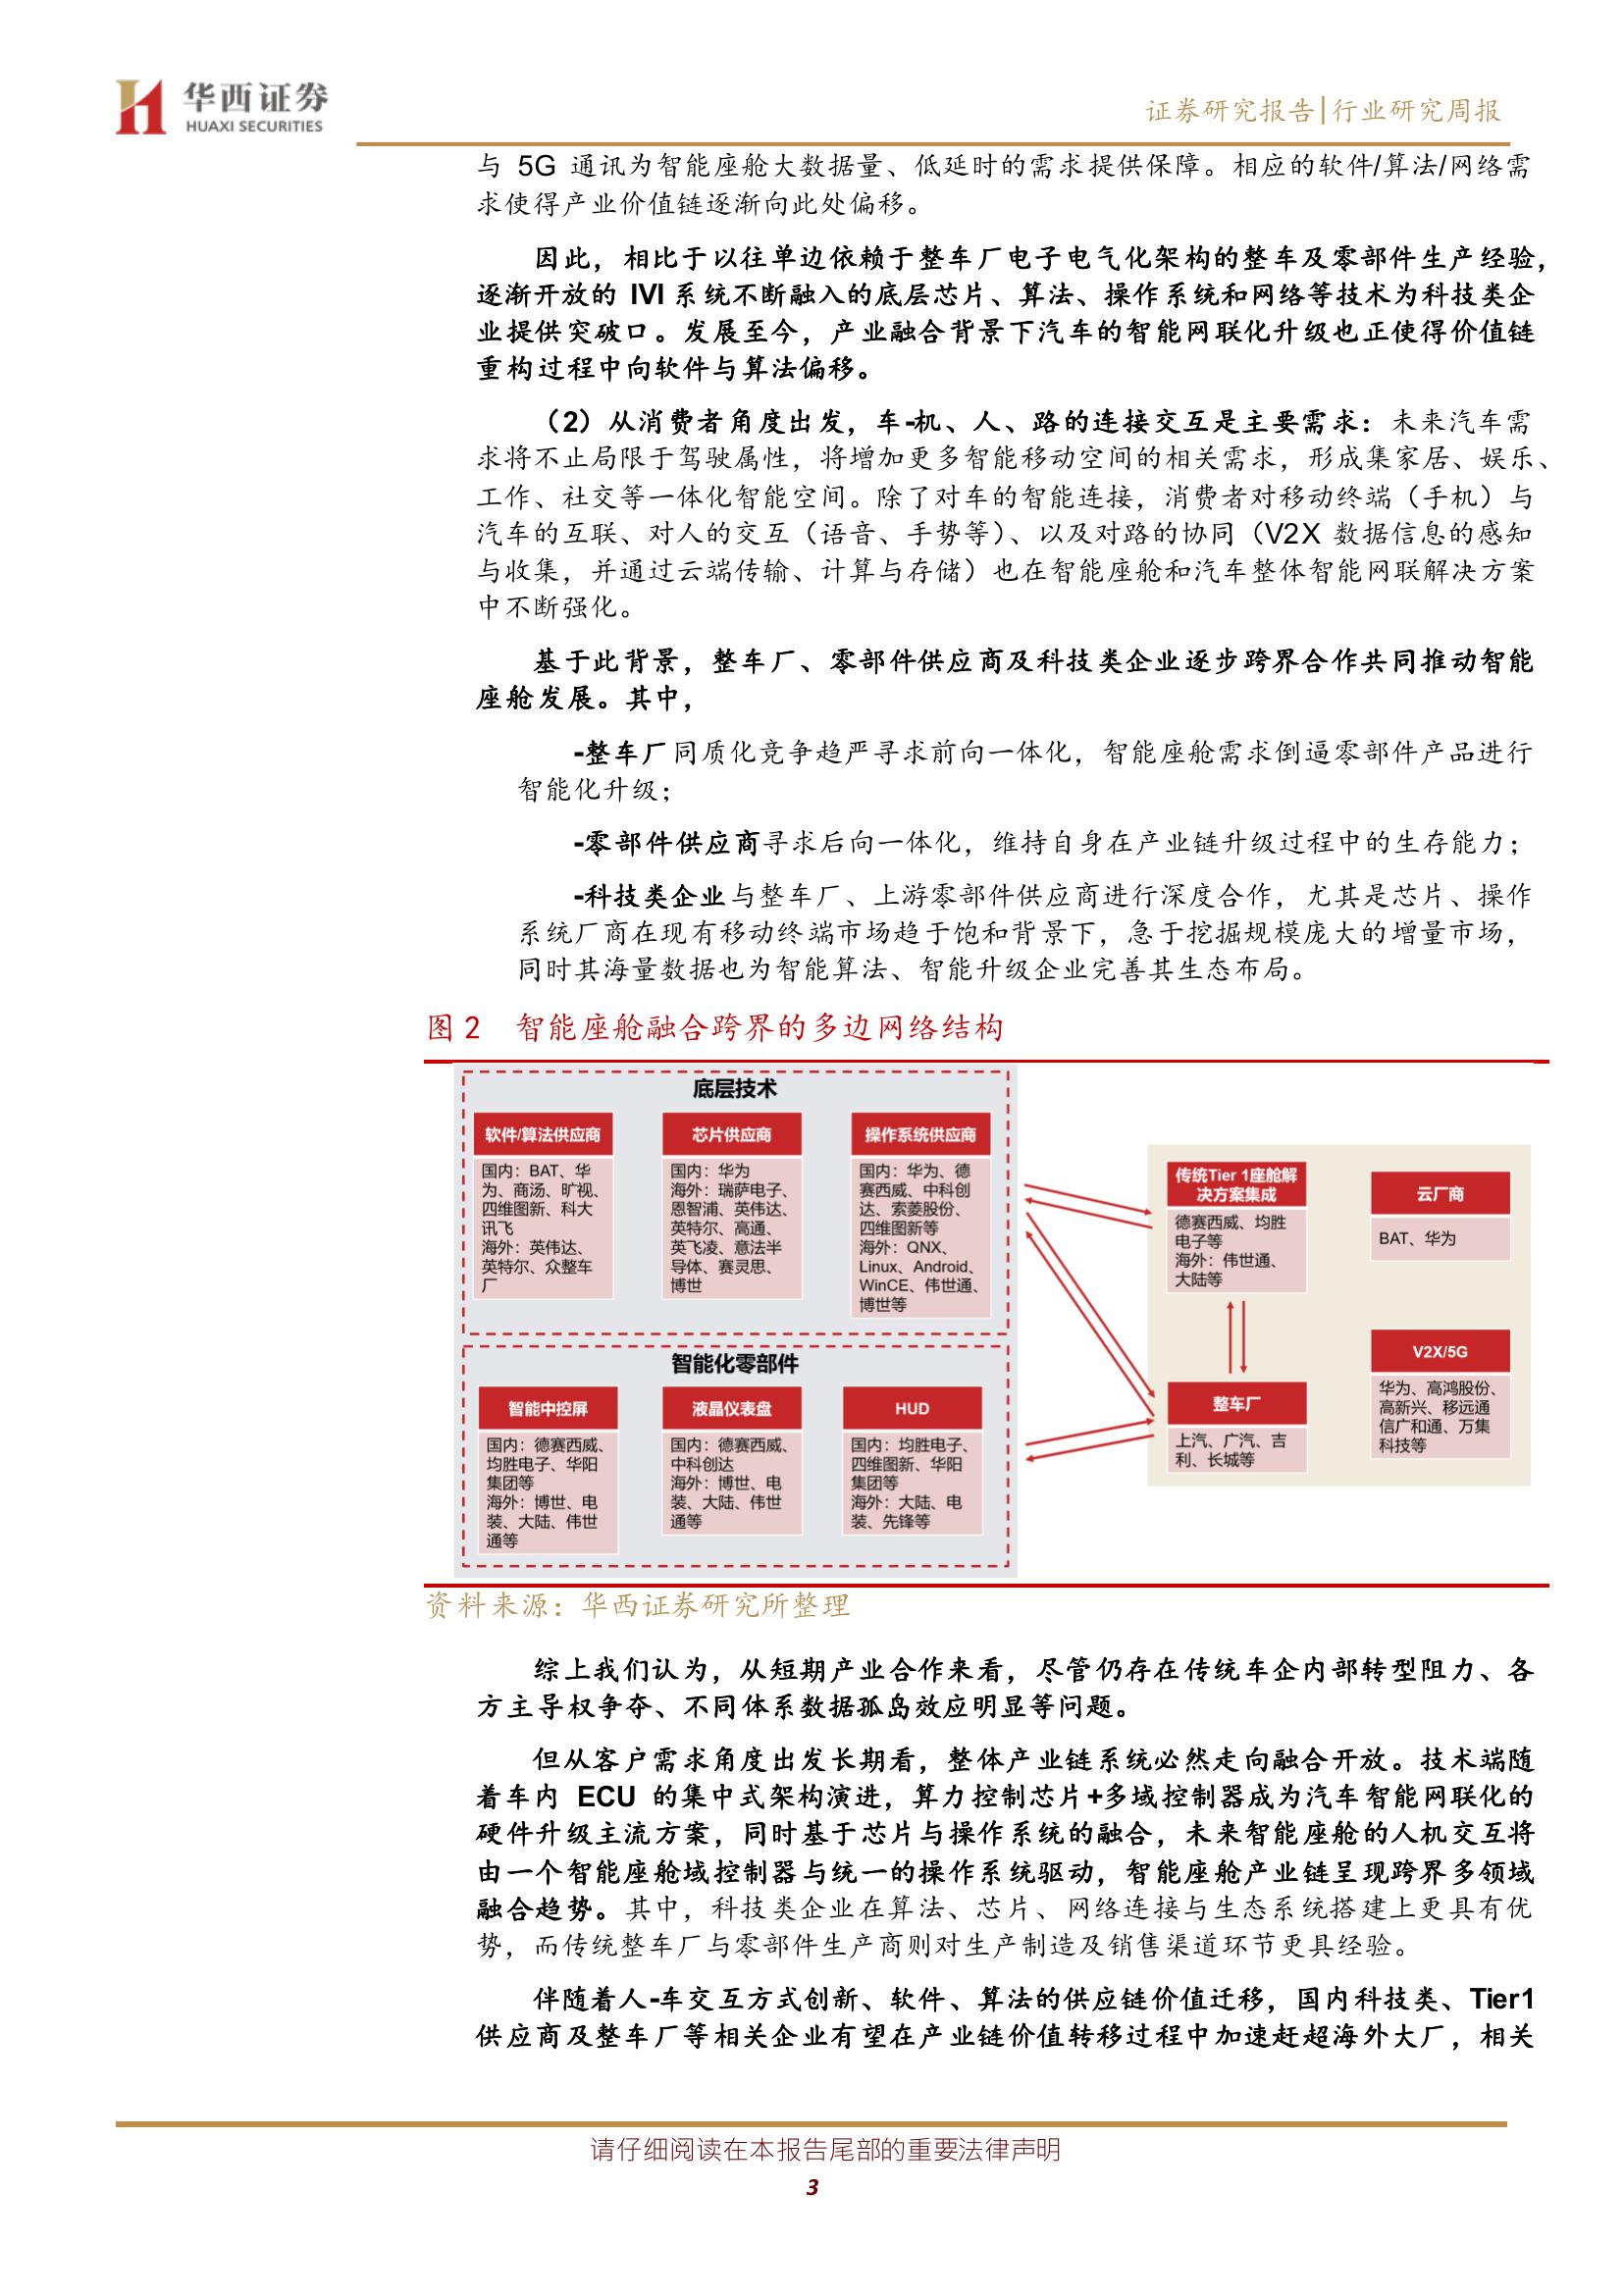 华西证券
HUAXI SECURITIES
证券研究报告|行业研究周报
与 5G 通讯为智能座舱大数据量、低延时的需求提供保障。相应的软件/算法/网络需
求使得产业价值链逐渐向此处偏移。
因此，相比于以往单边依赖于整车厂电子电气化架构的整车及零部件生产经验，
逐渐开放的 IVI 系统不断融入的底层芯片、算法、操作系统和网络等技术为科技类企
业提供突破口。发展至今，产业融合背景下汽车的智能网联化升级也正使得价值链
重构过程中向软件与算法偏移。
（2）从消费者角度出发，车-机、人、路的连接交互是主要需求：未来汽车需
求将不止局限于驾驶属性，将增加更多智能移动空间的相关需求，形成集家居、娱乐、
工作、社交等一体化智能空间。除了对车的智能连接，消费者对移动终端（手机）与
汽车的互联、对人的交互（语音、手势等）、以及对路的协同（V2X 数据信息的感知
与收集，并通过云端传输、计算与存储）也在智能座舱和汽车整体智能网联解决方案
中不断强化。
基于此背景，整车厂、零部件供应商及科技类企业逐步跨界合作共同推动智能
座舱发展。其中，
-整车厂同质化竞争趋严寻求前向一体化，智能座舱需求倒逼零部件产品进行
智能化升级；
-零部件供应商寻求后向一体化，维持自身在产业链升级过程中的生存能力；
-科技类企业与整车厂、上游零部件供应商进行深度合作，尤其是芯片、操作
系统厂商在现有移动终端市场趋于饱和背景下，急于挖掘规模庞大的增量市场，
同时其海量数据也为智能算法、智能升级企业完善其生态布局。
图 2 智能座舱融合跨界的多边网络结构
底层技术
软件/算法供应商
国内：BAT、华
为、商汤、旷视、
四维图新、科大
讯飞
海外：英伟达、
英特尔、众整车
厂
芯片供应商
国内：华为
海外：瑞萨电子、
恩智浦、英伟达、
英特尔、高通、
英飞凌、意法半
导体、赛灵思、
博世
操作系统供应商
国内：华为、德
赛西威、中科创
达、索菱股份、
四维图新等
海外：QNX、
Linux、Android、
WinCE、伟世通、
博世等
智能化零部件
智能中控屏
国内：德赛西威、
均胜电子、华阳
集团等
海外：博世、电
装、大陆、伟世
通等
液晶仪表盘
国内：德赛西威、
中科创达
海外：博世、电
装、大陆、伟世
通等
HUD
国内：均胜电子、
四维图新、华阳
集团等
海外：大陆、电
装、先锋等
传统Tier 1座舱解
决方案集成
德赛西威、均胜
电子等
海外：伟世通、
大陆等
云厂商
BAT、华为
整车厂
上汽、广汽、吉
利、长城等
V2X/5G
华为、高鸿股份、
高新兴、移远通
信广和通、万集
科技等
资料来源：华西证券研究所整理
综上我们认为，从短期产业合作来看，尽管仍存在传统车企内部转型阻力、各
方主导权争夺、不同体系数据孤岛效应明显等问题。
但从客户需求角度出发长期看，整体产业链系统必然走向融合开放。技术端随
着车内 ECU 的集中式架构演进，算力控制芯片+多域控制器成为汽车智能网联化的
硬件升级主流方案，同时基于芯片与操作系统的融合，未来智能座舱的人机交互将
由一个智能座舱域控制器与统一的操作系统驱动，智能座舱产业链呈现跨界多领域
融合趋势。其中，科技类企业在算法、芯片、网络连接与生态系统搭建上更具有优
势，而传统整车厂与零部件生产商则对生产制造及销售渠道环节更具经验。
伴随着人-车交互方式创新、软件、算法的供应链价值迁移，国内科技类、Tier1
供应商及整车厂等相关企业有望在产业链价值转移过程中加速赶超海外大厂，相关
请仔细阅读在本报告尾部的重要法律声明
3